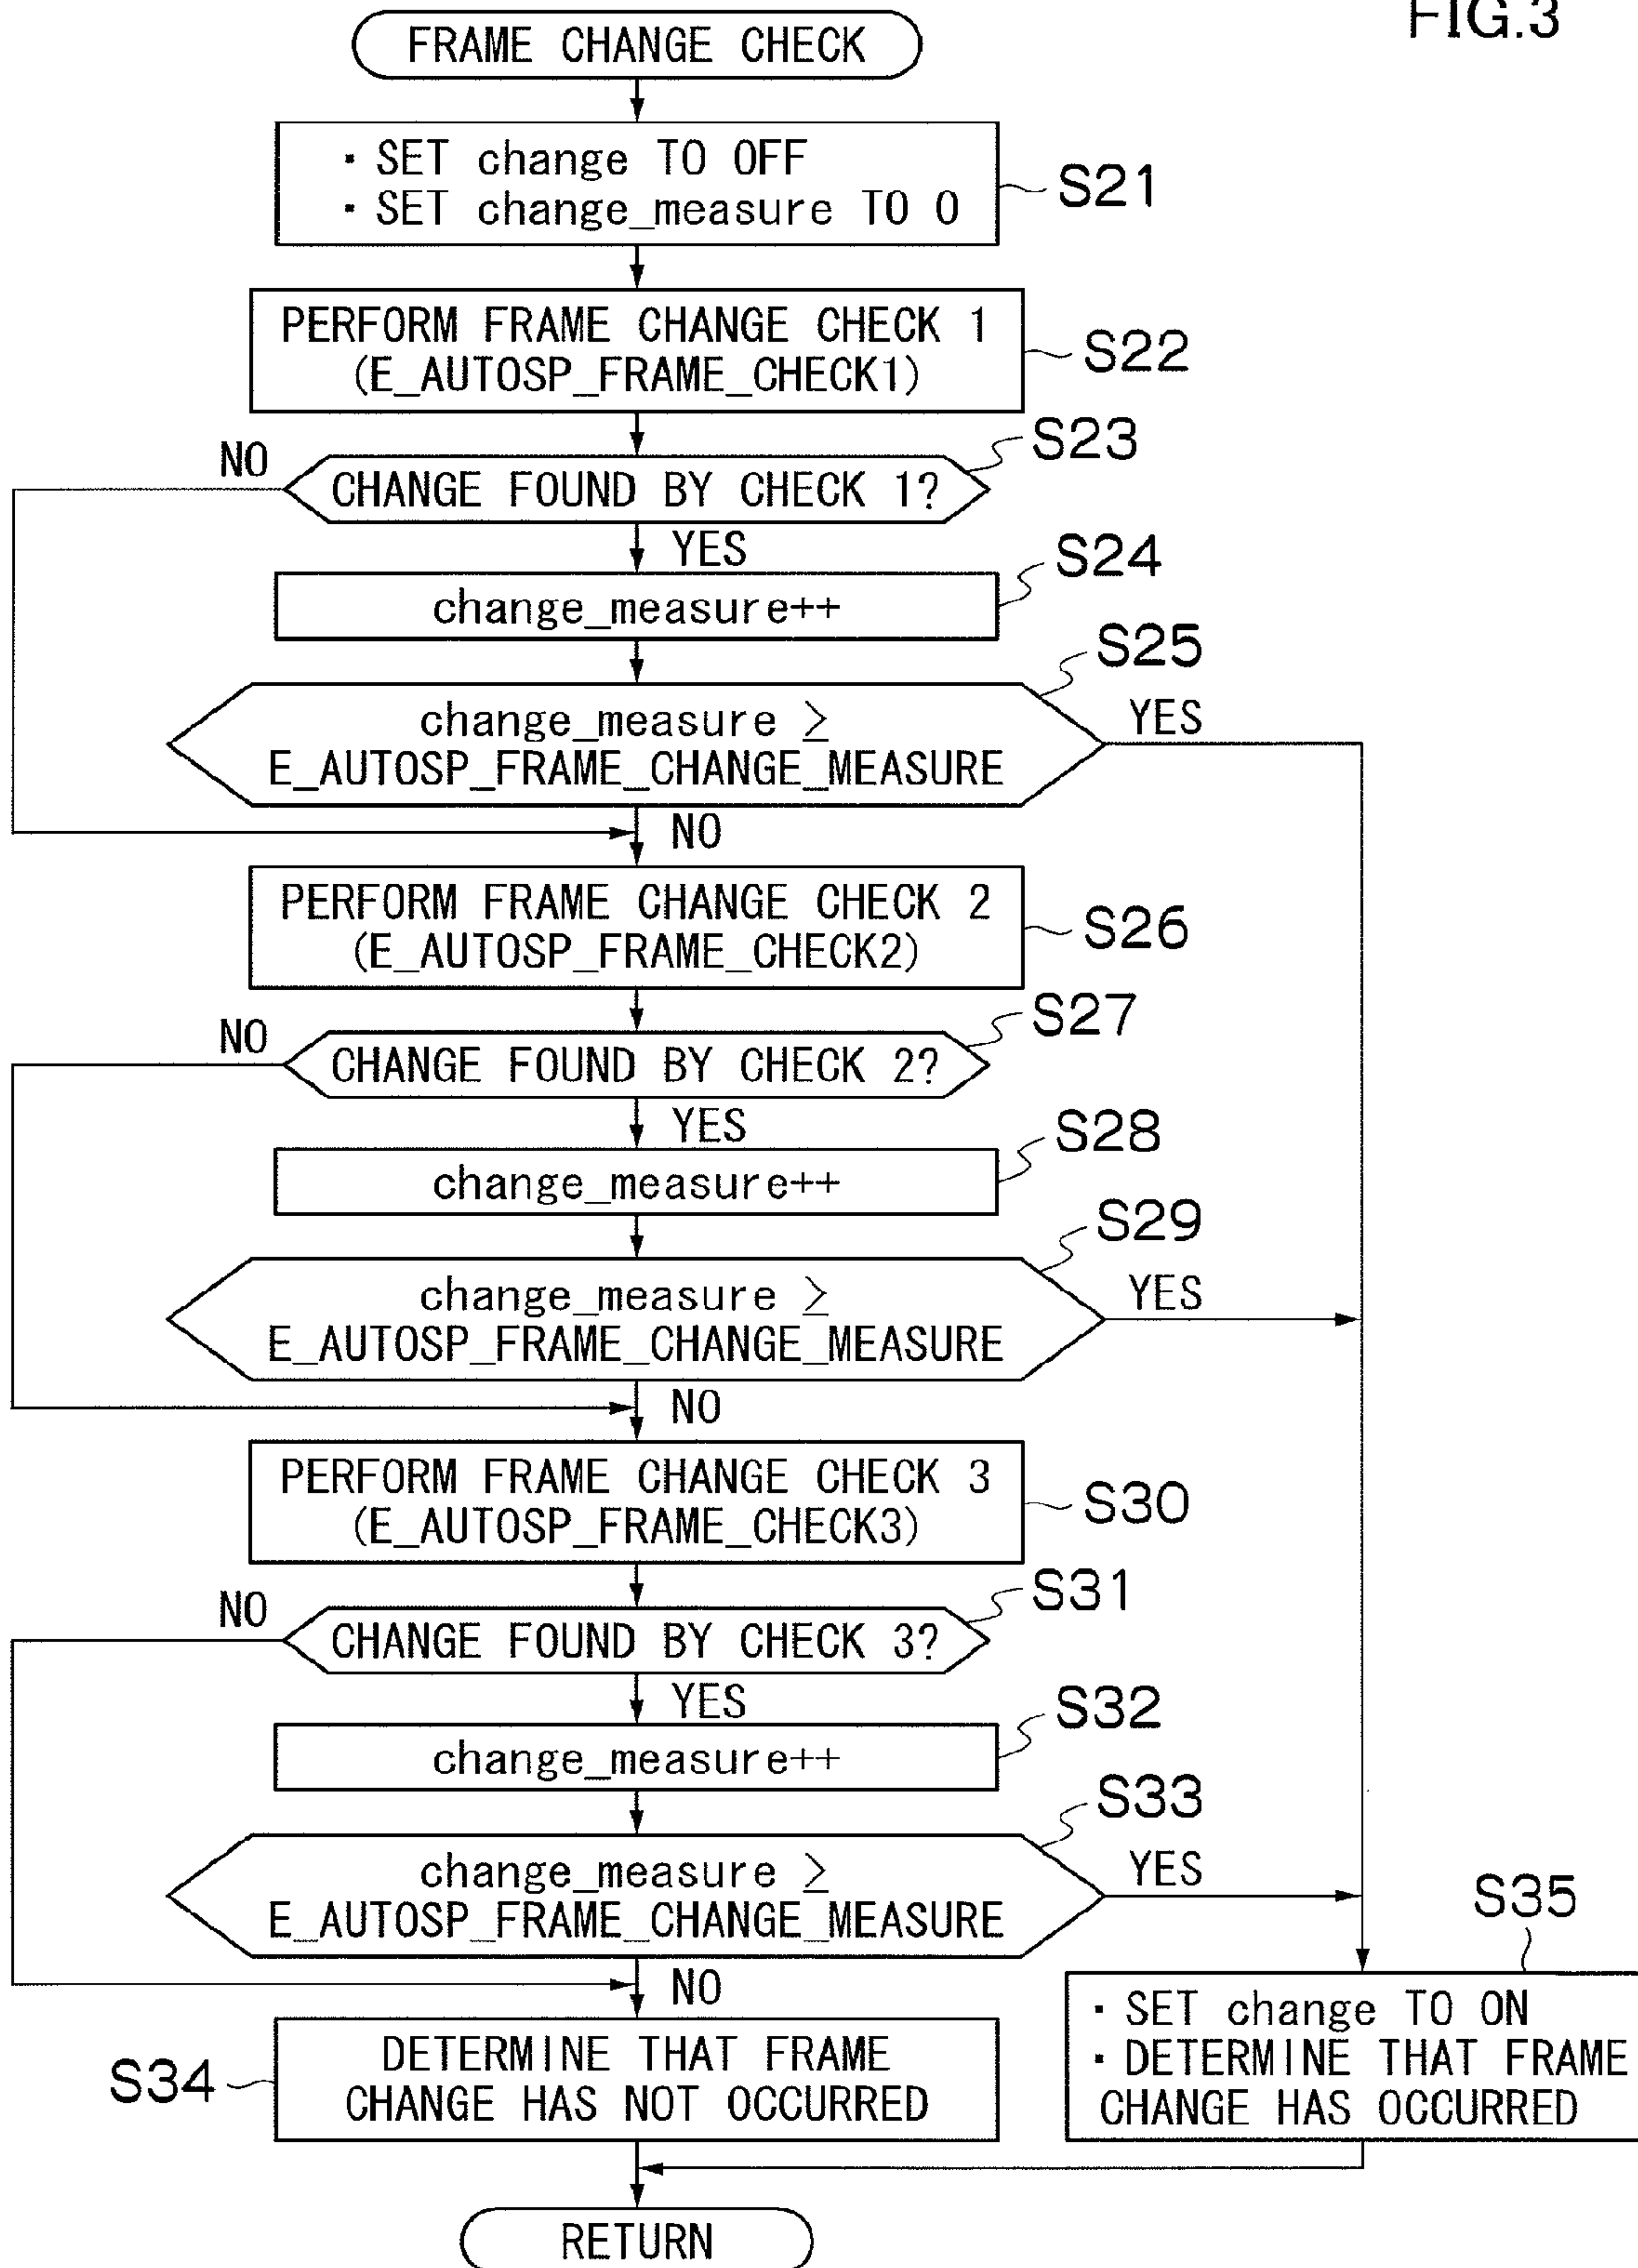 FIG.3
FRAME CHANGE CHECK
・SET change TO OFF
・SET change_measure TO 0
S21
PERFORM FRAME CHANGE CHECK 1
(E_AUTOSP_FRAME_CHECK1)
S22
S23
NO
CHANGE FOUND BY CHECK 1?
YES
S24
change_measure++
S25
change_measure ≥
E_AUTOSP_FRAME_CHANGE_MEASURE
YES
NO
PERFORM FRAME CHANGE CHECK 2
(E_AUTOSP_FRAME_CHECK2)
S26
S27
NO
CHANGE FOUND BY CHECK 2?
YES
S28
change_measure++
S29
change_measure ≥
E_AUTOSP_FRAME_CHANGE_MEASURE
YES
NO
PERFORM FRAME CHANGE CHECK 3
(E_AUTOSP_FRAME_CHECK3)
S30
S31
NO
CHANGE FOUND BY CHECK 3?
YES
S32
change_measure++
S33
change_measure ≥
E_AUTOSP_FRAME_CHANGE_MEASURE
YES
NO
S35
・SET change TO ON
・DETERMINE THAT FRAME
CHANGE HAS OCCURRED
S34
DETERMINE THAT FRAME
CHANGE HAS NOT OCCURRED
RETURN